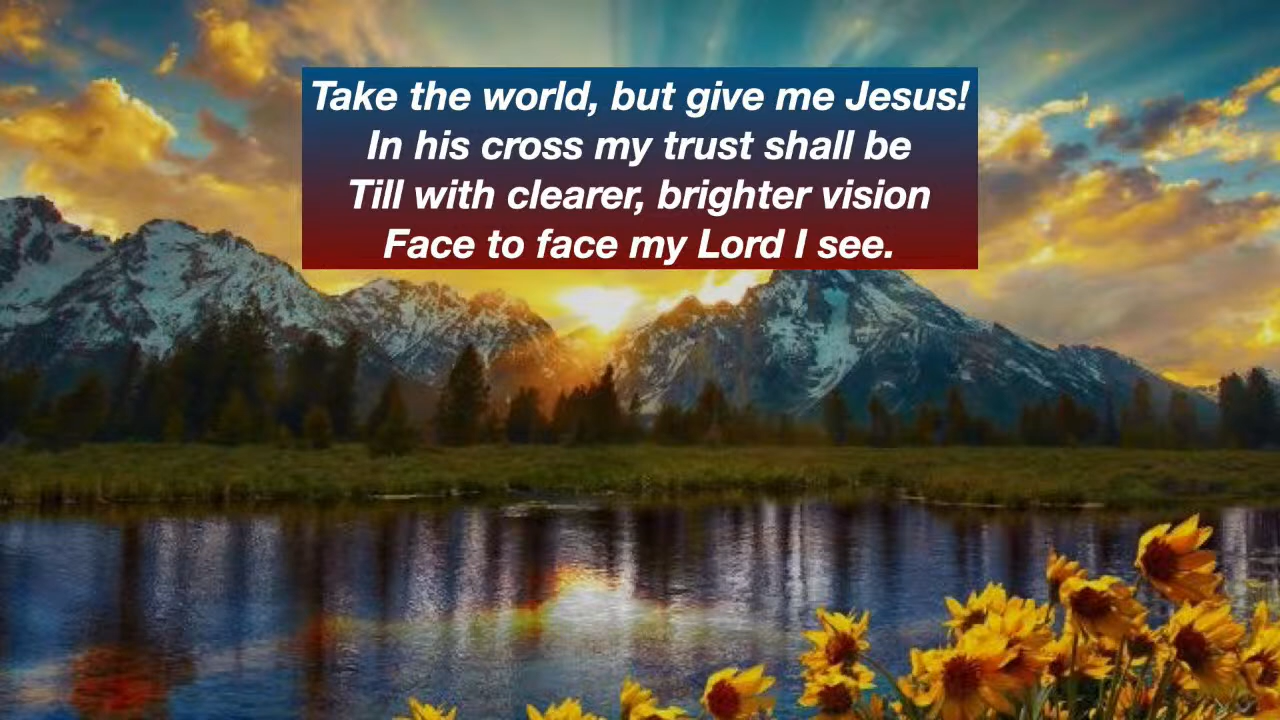 Take the world, but give me Jesus!
In his cross my trust shall be
Till with clearer, brighter vision
Face to face my Lord I see.